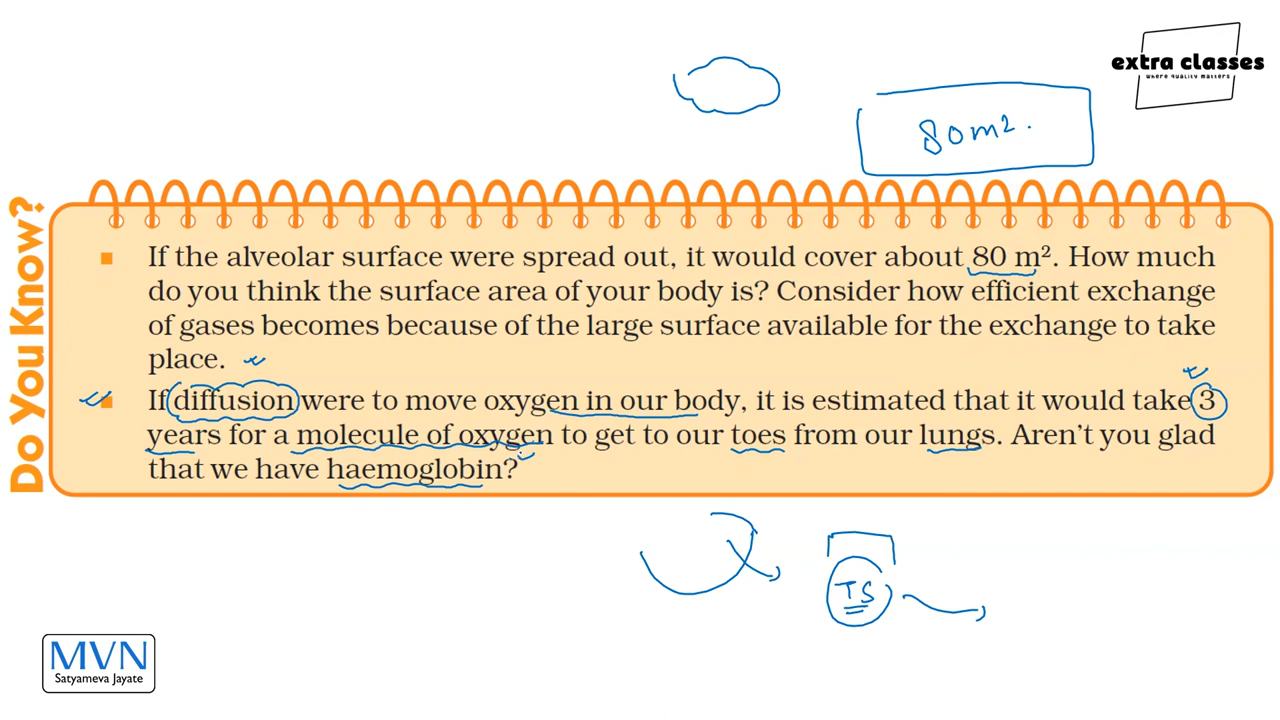 extra classes
where quality matters
80 m².
Do You Know?
▪ If the alveolar surface were spread out, it would cover about 80 m². How much
do you think the surface area of your body is? Consider how efficient exchange
of gases becomes because of the large surface available for the exchange to take
place.
▪ If diffusion were to move oxygen in our body, it is estimated that it would take 3
years for a molecule of oxygen to get to our toes from our lungs. Aren’t you glad
that we have haemoglobin?
TS
MVN
Satyameva Jayate